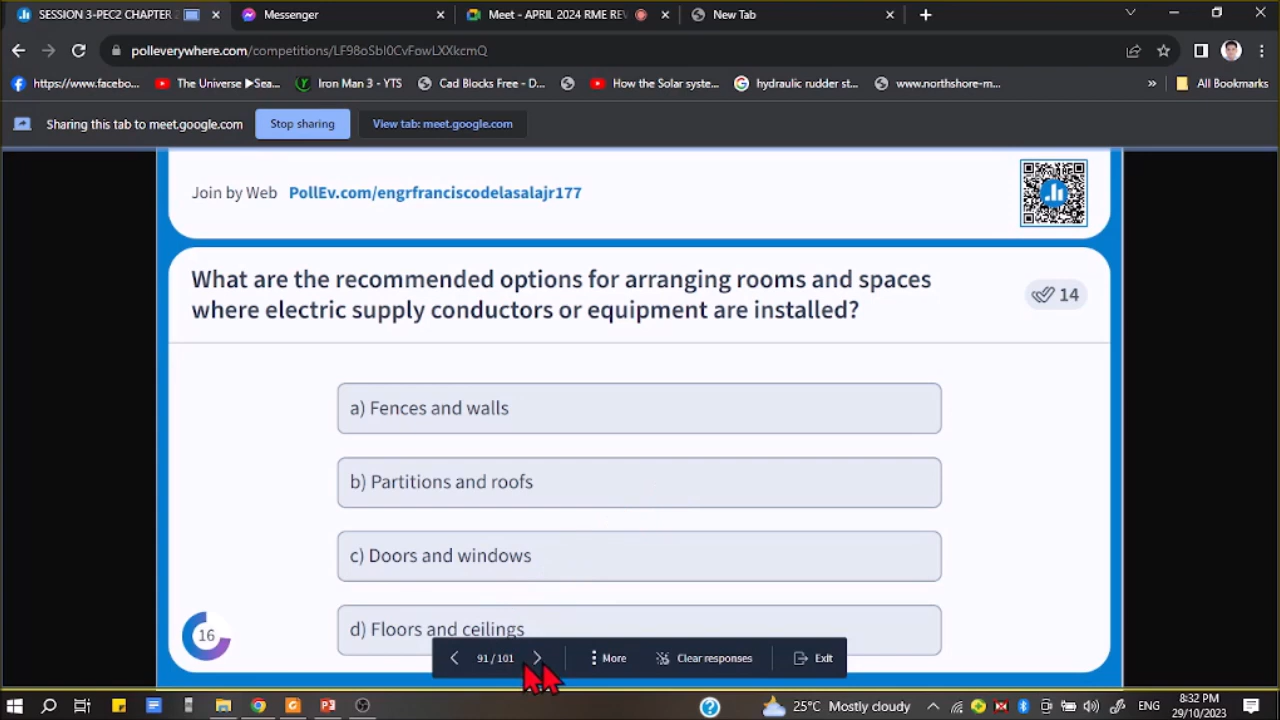 SESSION 3-PEC2 CHAPTER
Messenger
Meet - APRIL 2024 RME REV
New Tab
polleverywhere.com/competitions/LF98oSbI0CvFowLXXkcmQ
https://www.facebo...
The Universe ▶Sea...
Iron Man 3 - YTS
Cad Blocks Free - D...
How the Solar syste...
hydraulic rudder st...
www.northshore-m...
»
All Bookmarks
Sharing this tab to meet.google.com
Stop sharing
View tab: meet.google.com
Join by Web PollEv.com/engrfranciscodelasalajr177
What are the recommended options for arranging rooms and spaces
where electric supply conductors or equipment are installed?
14
a) Fences and walls
b) Partitions and roofs
c) Doors and windows
d) Floors and ceilings
16
91 / 101
More
Clear responses
Exit
25°C Mostly cloudy
ENG
8:32 PM
29/10/2023